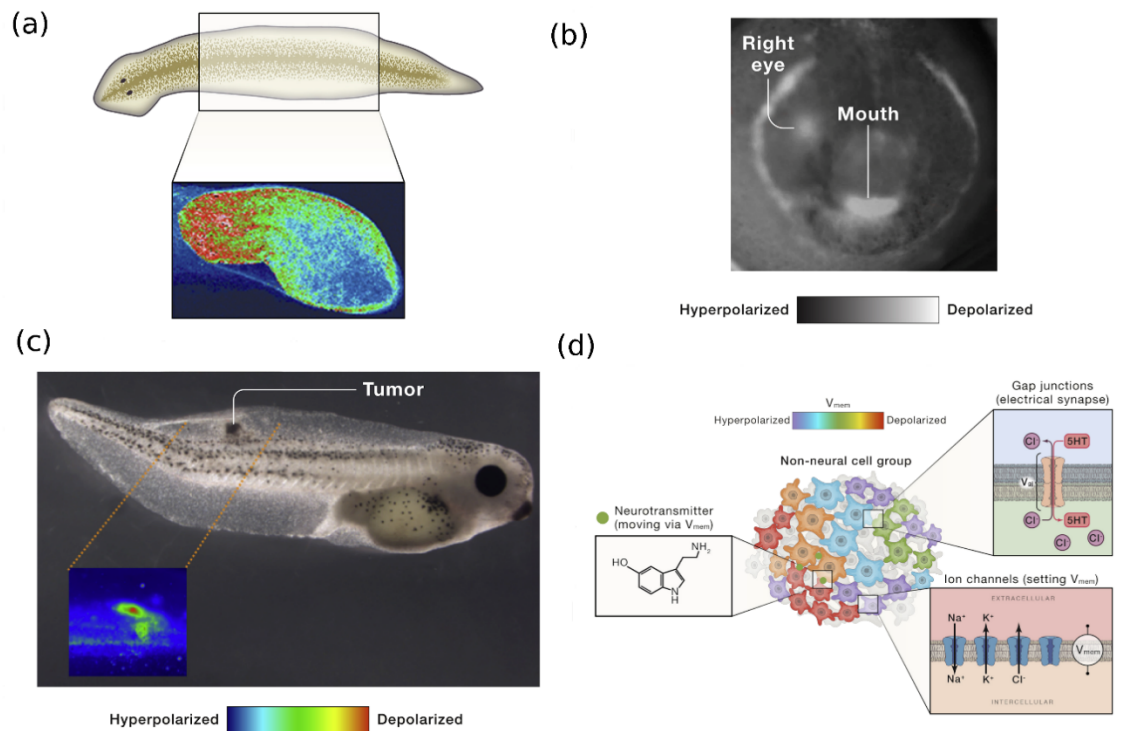 (a)
(b)
Right
eye
Mouth
Hyperpolarized
Depolarized
(c)
Tumor
Hyperpolarized
Depolarized
(d)
Vmem
Hyperpolarized
Depolarized
Non-neural cell group
Neurotransmitter
(moving via Vmem)
HO
NH2
N
H
Gap junctions
(electrical synapse)
Cl-
5HT
Cl-
5HT
Cl-
Cl-
Ion channels (setting Vmem)
EXTRACELLULAR
Na+
K+
Na+
K+
Cl-
Vmem
INTERCELLULAR